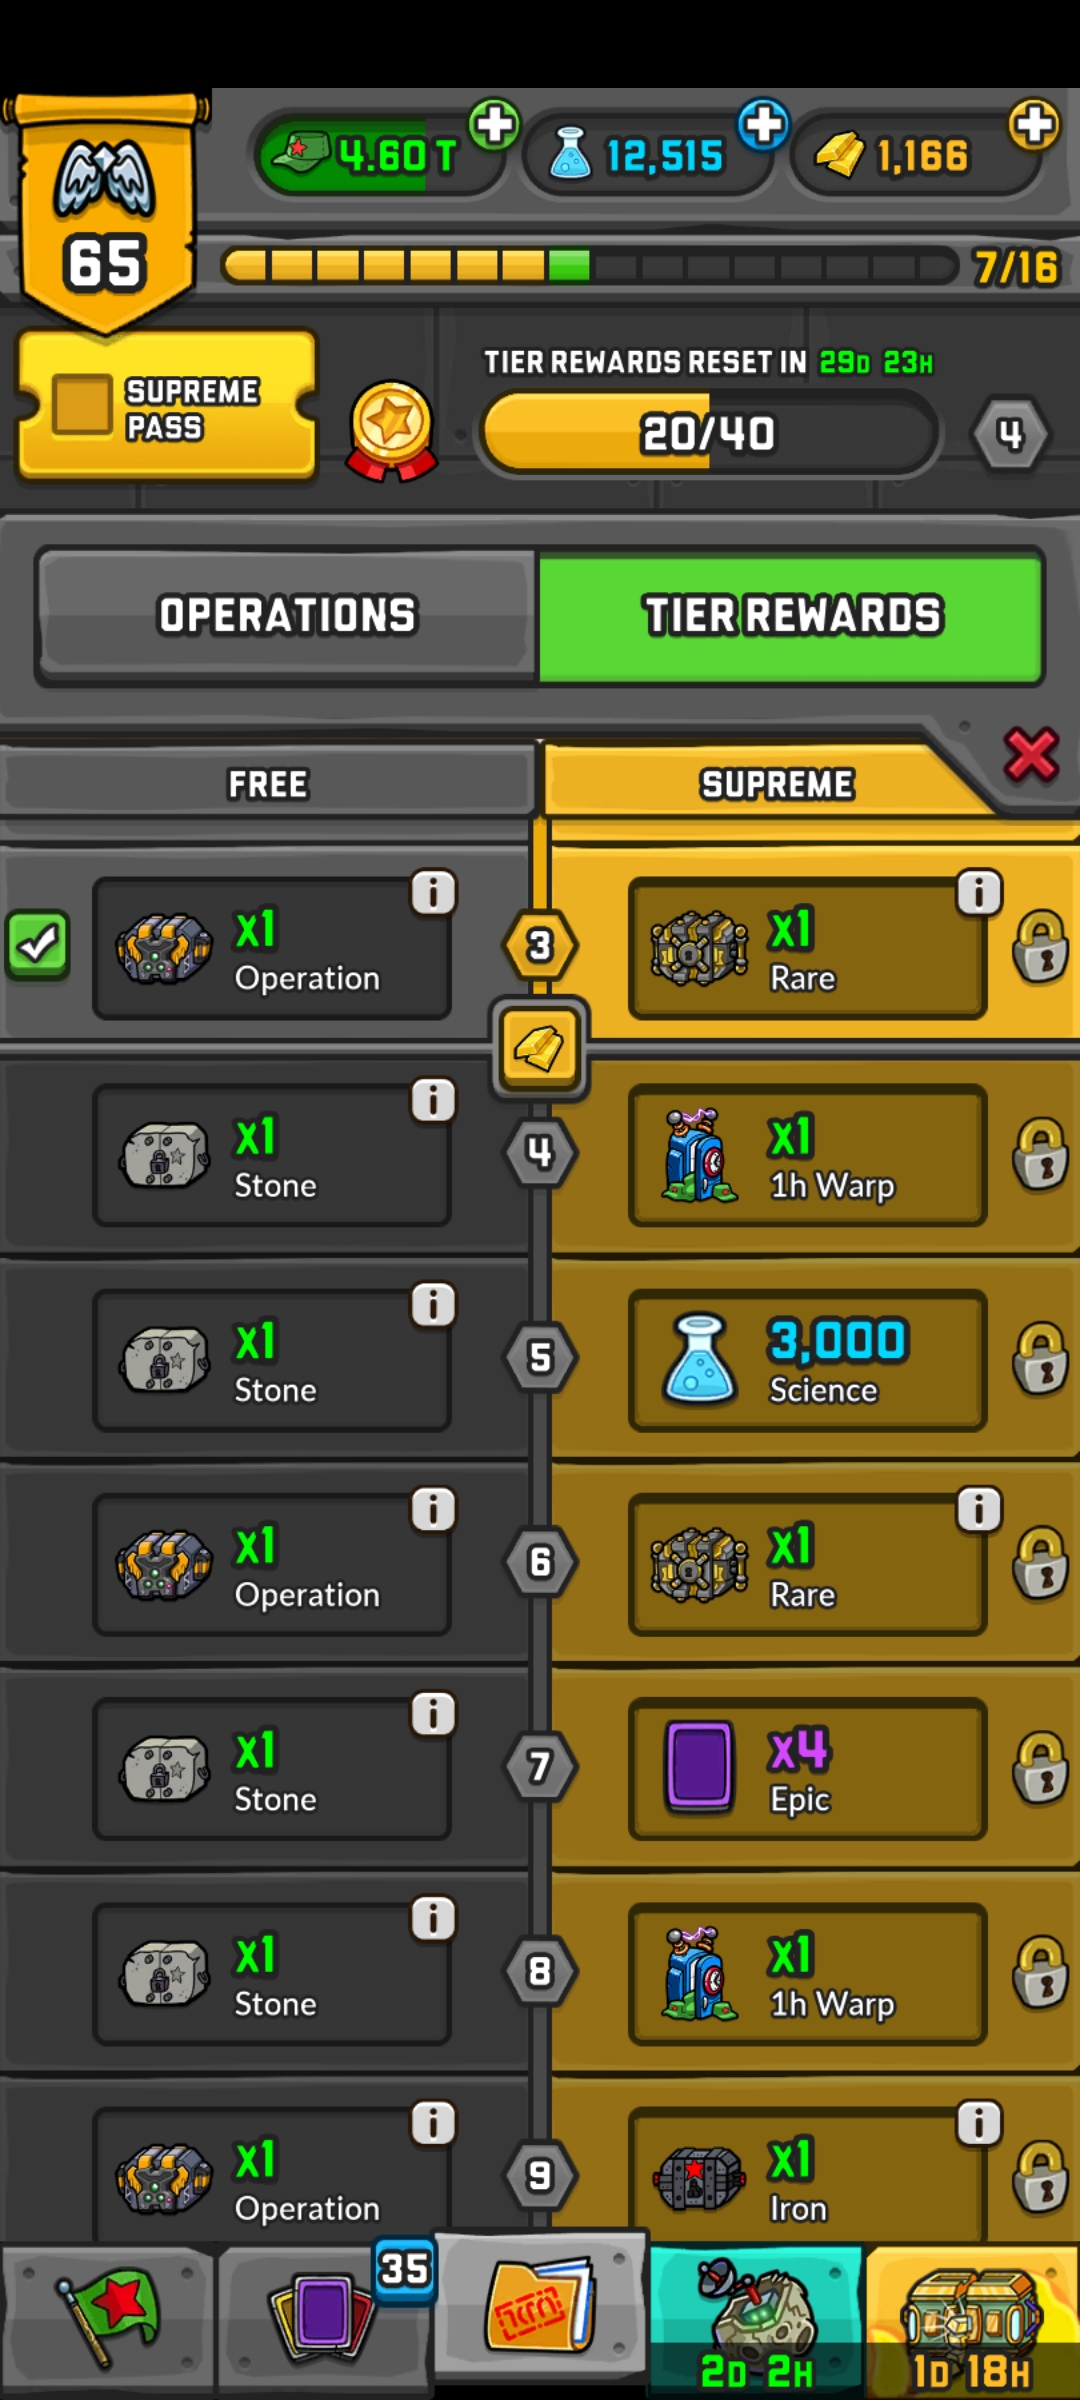 4.60 T
12,515
1,166
65
7/16
SUPREME
PASS
TIER REWARDS RESET IN 29D 23H
20/40
4
OPERATIONS
TIER REWARDS
FREE
SUPREME
X1
Operation
3
X1
Rare
X1
Stone
4
X1
1h Warp
X1
Stone
5
3,000
Science
X1
Operation
6
X1
Rare
X1
Stone
7
X4
Epic
X1
Stone
8
X1
1h Warp
X1
Operation
9
X1
Iron
35
2D 2H
1D 18H